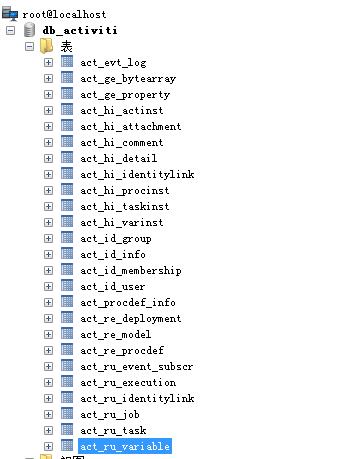 root@localhost
db_activiti
表
act_evt_log
act_ge_bytearray
act_ge_property
act_hi_actinst
act_hi_attachment
act_hi_comment
act_hi_detail
act_hi_identitylink
act_hi_procinst
act_hi_taskinst
act_hi_varinst
act_id_group
act_id_info
act_id_membership
act_id_user
act_procdef_info
act_re_deployment
act_re_model
act_re_procdef
act_ru_event_subscr
act_ru_execution
act_ru_identitylink
act_ru_job
act_ru_task
act_ru_variable